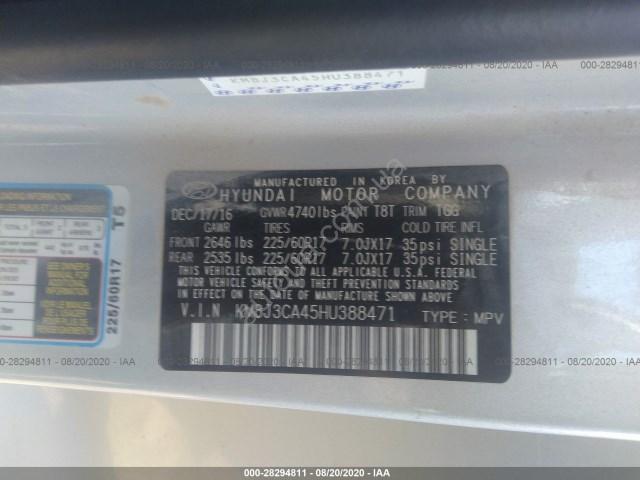 000-28294811 - 08/20/2020 - IAA
KM8J3CA45HU388471
000-28294811 - 08/20/2020 - IAA
MANUFACTURED IN KOREA BY
HYUNDAI MOTOR COMPANY
DEC/17/16 GVWR 4740lbs PAINT T8T TRIM TGG
GAWR TIRES RIMS COLD TIRE INFL
FRONT 2646 lbs 225/60R17 7.0JX17 35psi SINGLE
REAR 2535 lbs 225/60R17 7.0JX17 35psi SINGLE
THIS VEHICLE CONFORMS TO ALL APPLICABLE U.S.A. FEDERAL
MOTOR VEHICLE SAFETY, BUMPER, AND THEFT PREVENTION
STANDARDS IN EFFECT ON THE DATE OF MANUFACTURE SHOWN ABOVE.
V.I.N KM8J3CA45HU388471 TYPE : MPV
225/60R17 T5
000-28294811 - 08/20/2020 - IAA
000-28294811 - 08/20/2020 - IAA